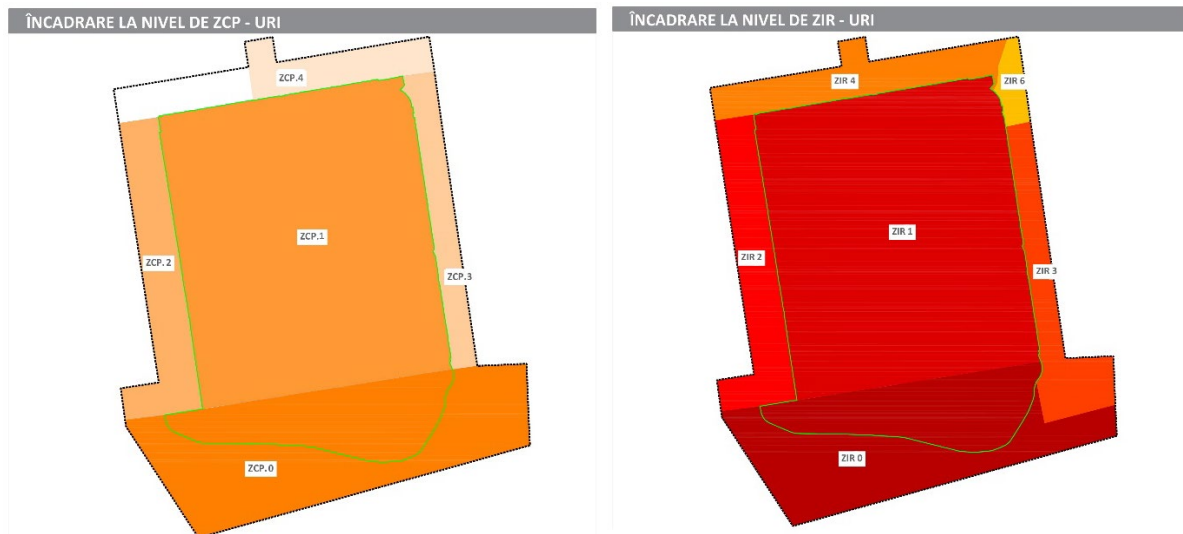 ÎNCADRARE LA NIVEL DE ZCP - URI
ZCP.4
ZCP.1
ZCP.2
ZCP.3
ZCP.0
ÎNCADRARE LA NIVEL DE ZIR - URI
ZIR 4
ZIR 6
ZIR 1
ZIR 2
ZIR 3
ZIR 0